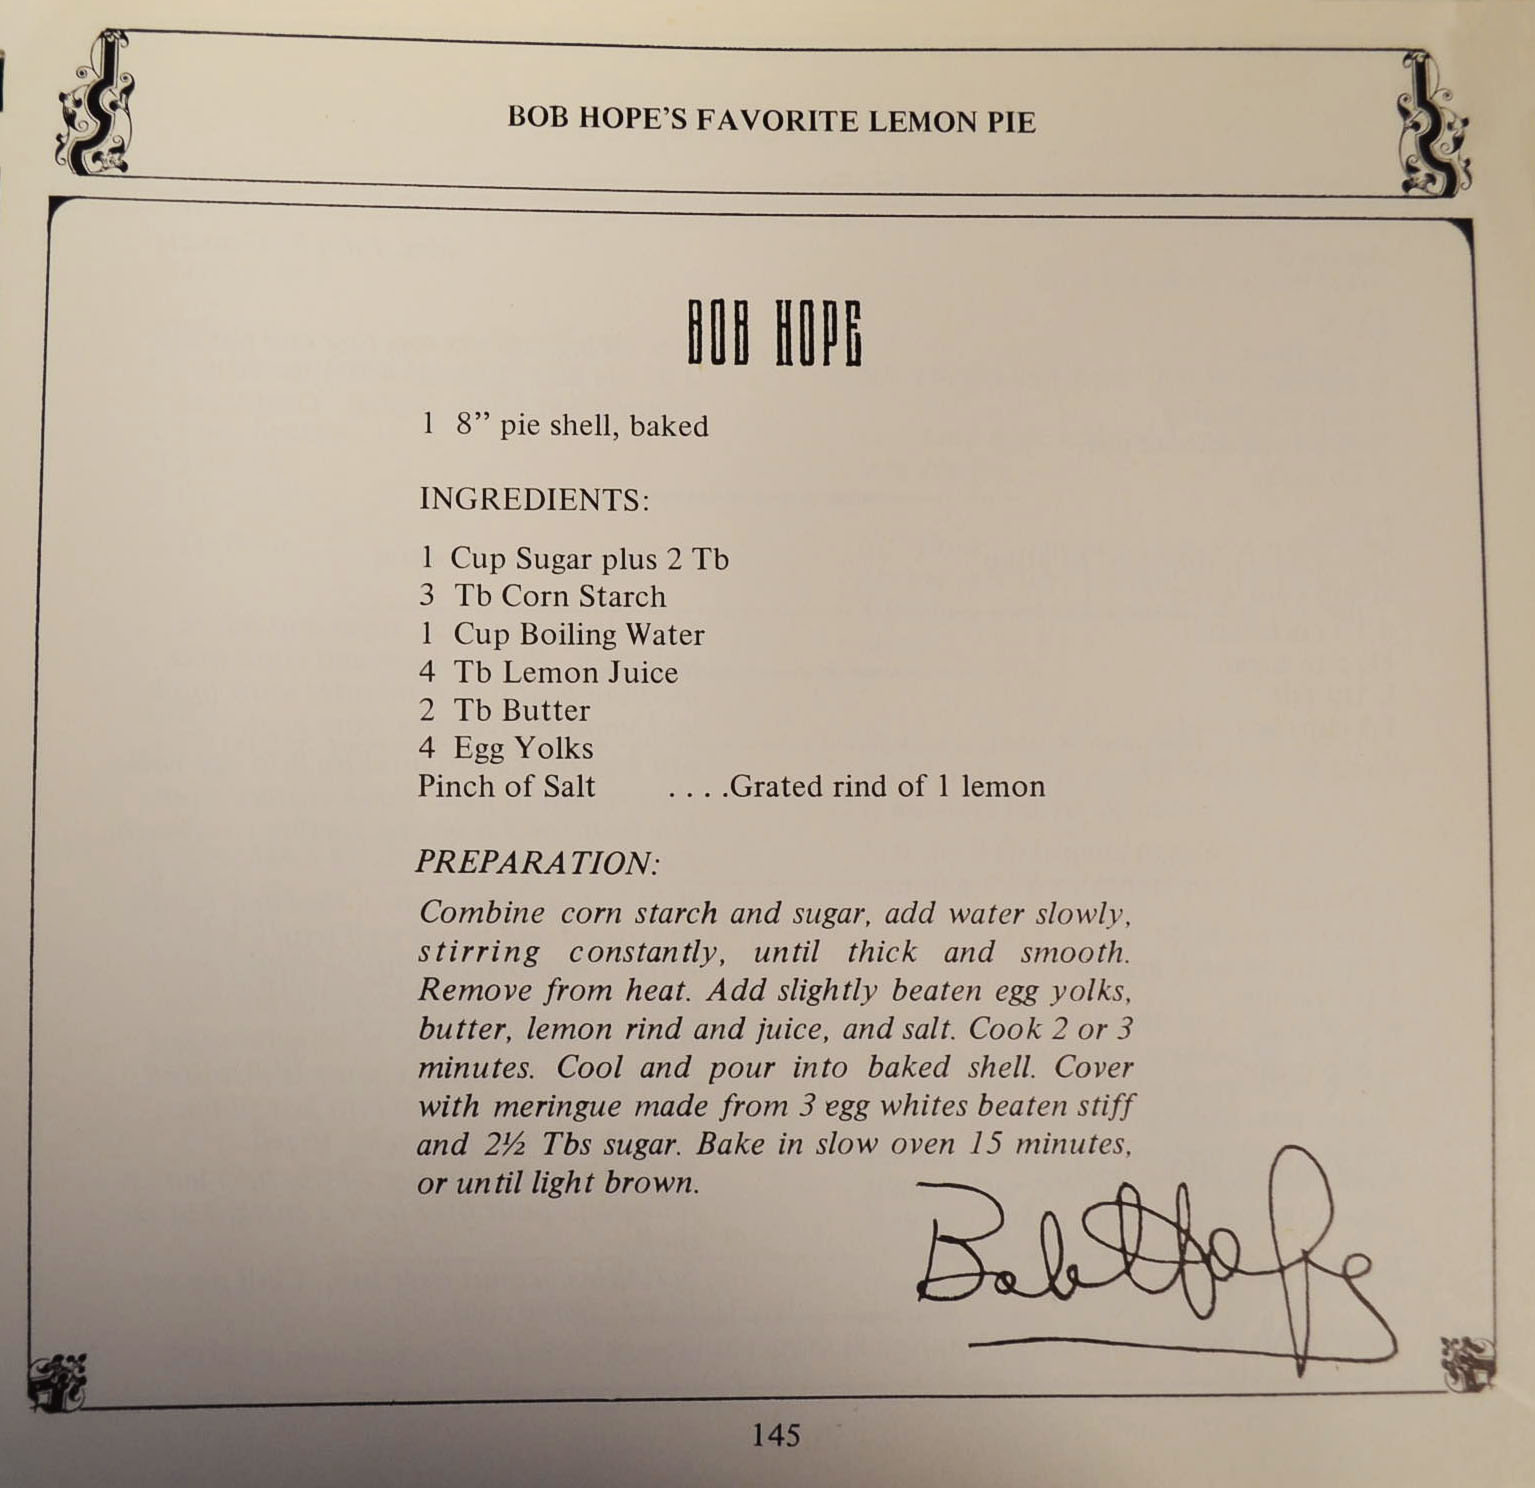 BOB HOPE'S FAVORITE LEMON PIE
BOB HOPE
1 8” pie shell, baked
INGREDIENTS:
1 Cup Sugar plus 2 Tb
3 Tb Corn Starch
1 Cup Boiling Water
4 Tb Lemon Juice
2 Tb Butter
4 Egg Yolks
Pinch of Salt ....Grated rind of 1 lemon
PREPARATION:
Combine corn starch and sugar, add water slowly,
stirring constantly, until thick and smooth.
Remove from heat. Add slightly beaten egg yolks,
butter, lemon rind and juice, and salt. Cook 2 or 3
minutes. Cool and pour into baked shell. Cover
with meringue made from 3 egg whites beaten stiff
and 2½ Tbs sugar. Bake in slow oven 15 minutes,
or until light brown.
Bob Hope
145